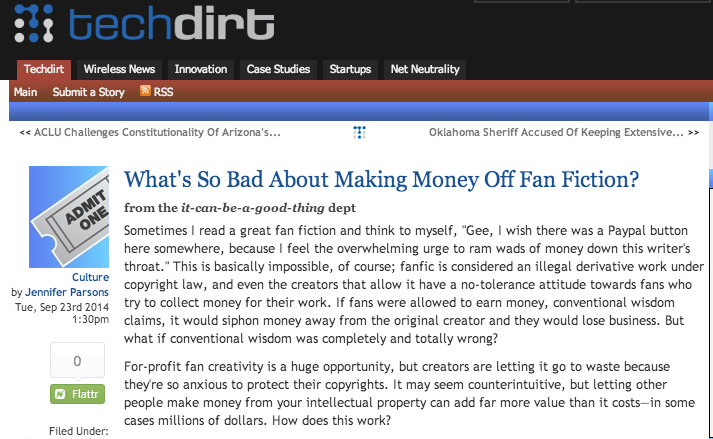 techdirt
Techdirt Wireless News Innovation Case Studies Startups Net Neutrality
Main Submit a Story RSS
<< ACLU Challenges Constitutionality Of Arizona's... Oklahoma Sheriff Accused Of Keeping Extensive... >>
ADMIT
ONE
Culture
by Jennifer Parsons
Tue, Sep 23rd 2014
1:30pm
0
Flattr
Filed Under:
What's So Bad About Making Money Off Fan Fiction?
from the it-can-be-a-good-thing dept
Sometimes I read a great fan fiction and think to myself, "Gee, I wish there was a Paypal button
here somewhere, because I feel the overwhelming urge to ram wads of money down this writer's
throat." This is basically impossible, of course; fanfic is considered an illegal derivative work under
copyright law, and even the creators that allow it have a no-tolerance attitude towards fans who
try to collect money for their work. If fans were allowed to earn money, conventional wisdom
claims, it would siphon money away from the original creator and they would lose business. But
what if conventional wisdom was completely and totally wrong?
For-profit fan creativity is a huge opportunity, but creators are letting it go to waste because
they're so anxious to protect their copyrights. It may seem counterintuitive, but letting other
people make money from your intellectual property can add far more value than it costs—in some
cases millions of dollars. How does this work?